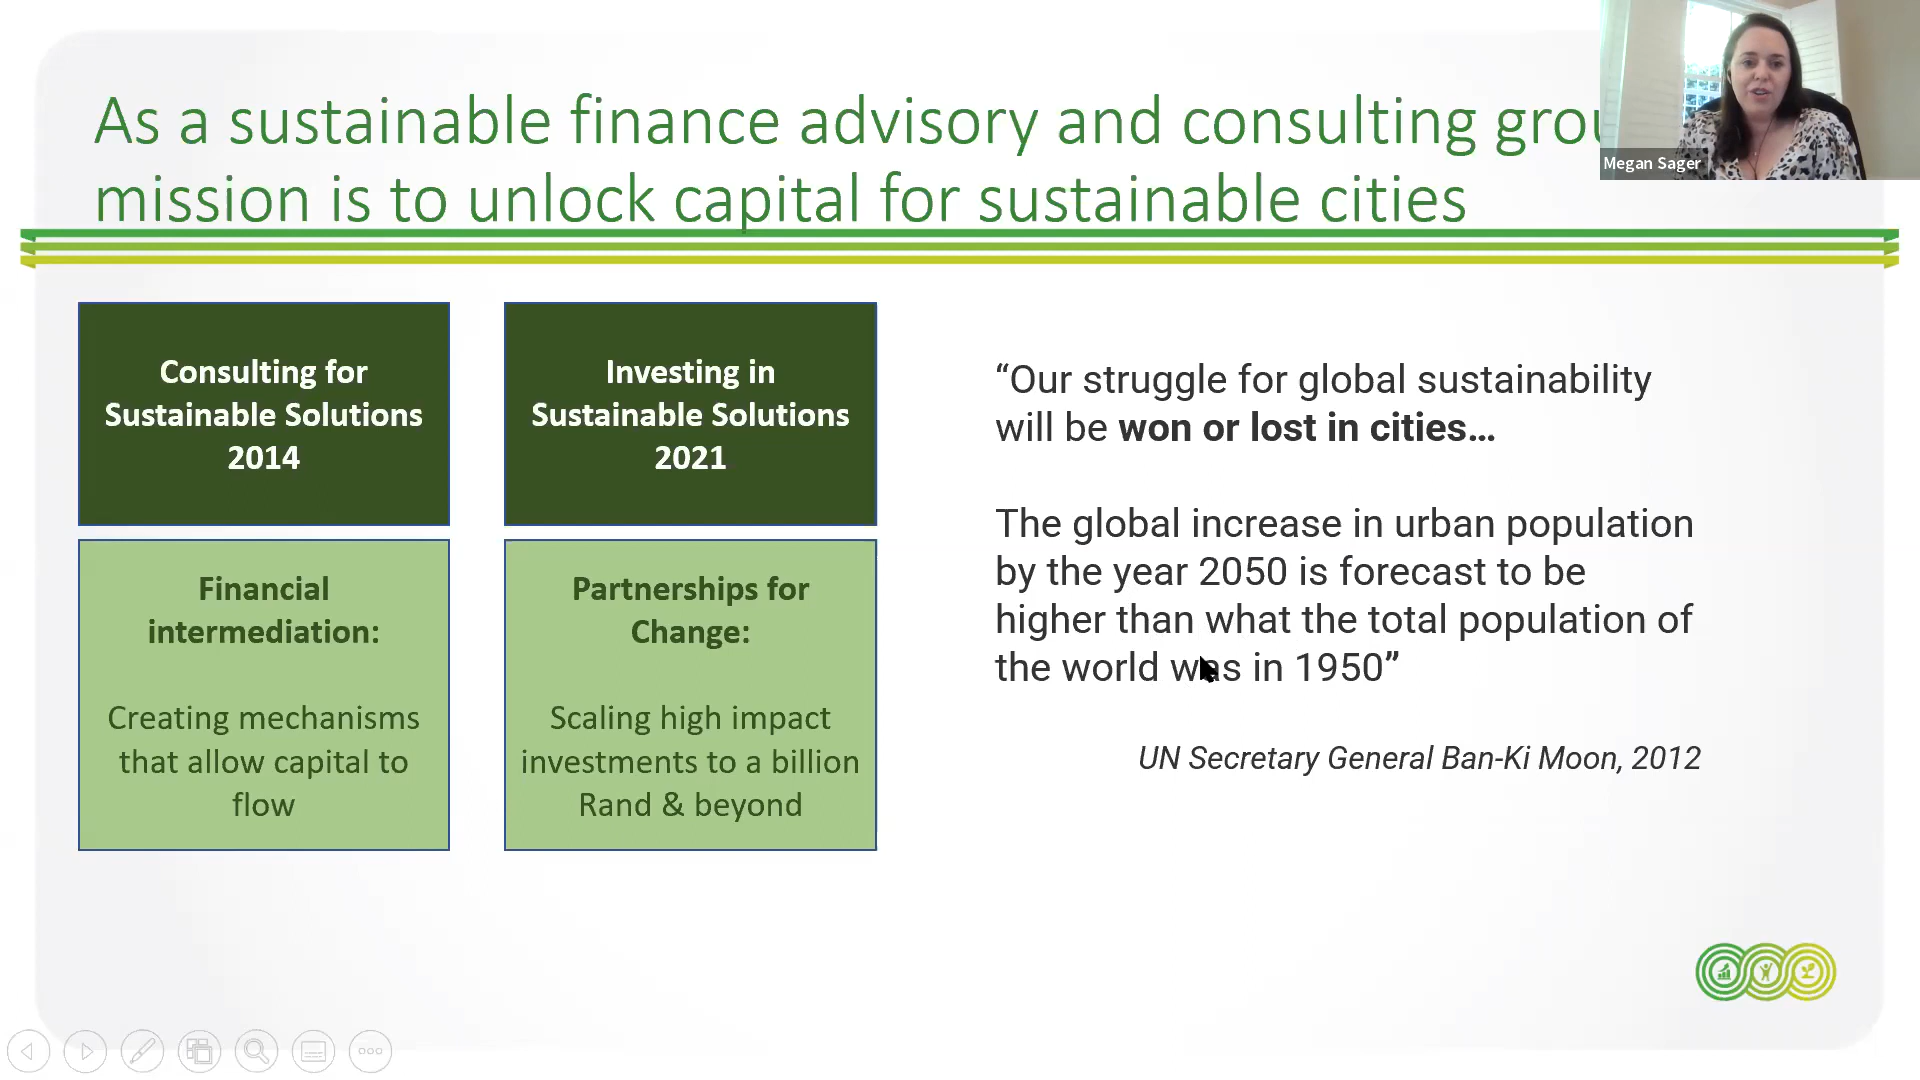 As a sustainable finance advisory and consulting
mission is to unlock capital for sustainable cities
Megan Sager
Consulting for
Sustainable Solutions
2014
Investing in
Sustainable Solutions
2021
Financial
intermediation:
Creating mechanisms
that allow capital to
flow
Partnerships for
Change:
Scaling high impact
investments to a billion
Rand & beyond
“Our struggle for global sustainability
will be won or lost in cities…
The global increase in urban population
by the year 2050 is forecast to be
higher than what the total population of
the world was in 1950”
UN Secretary General Ban-Ki Moon, 2012